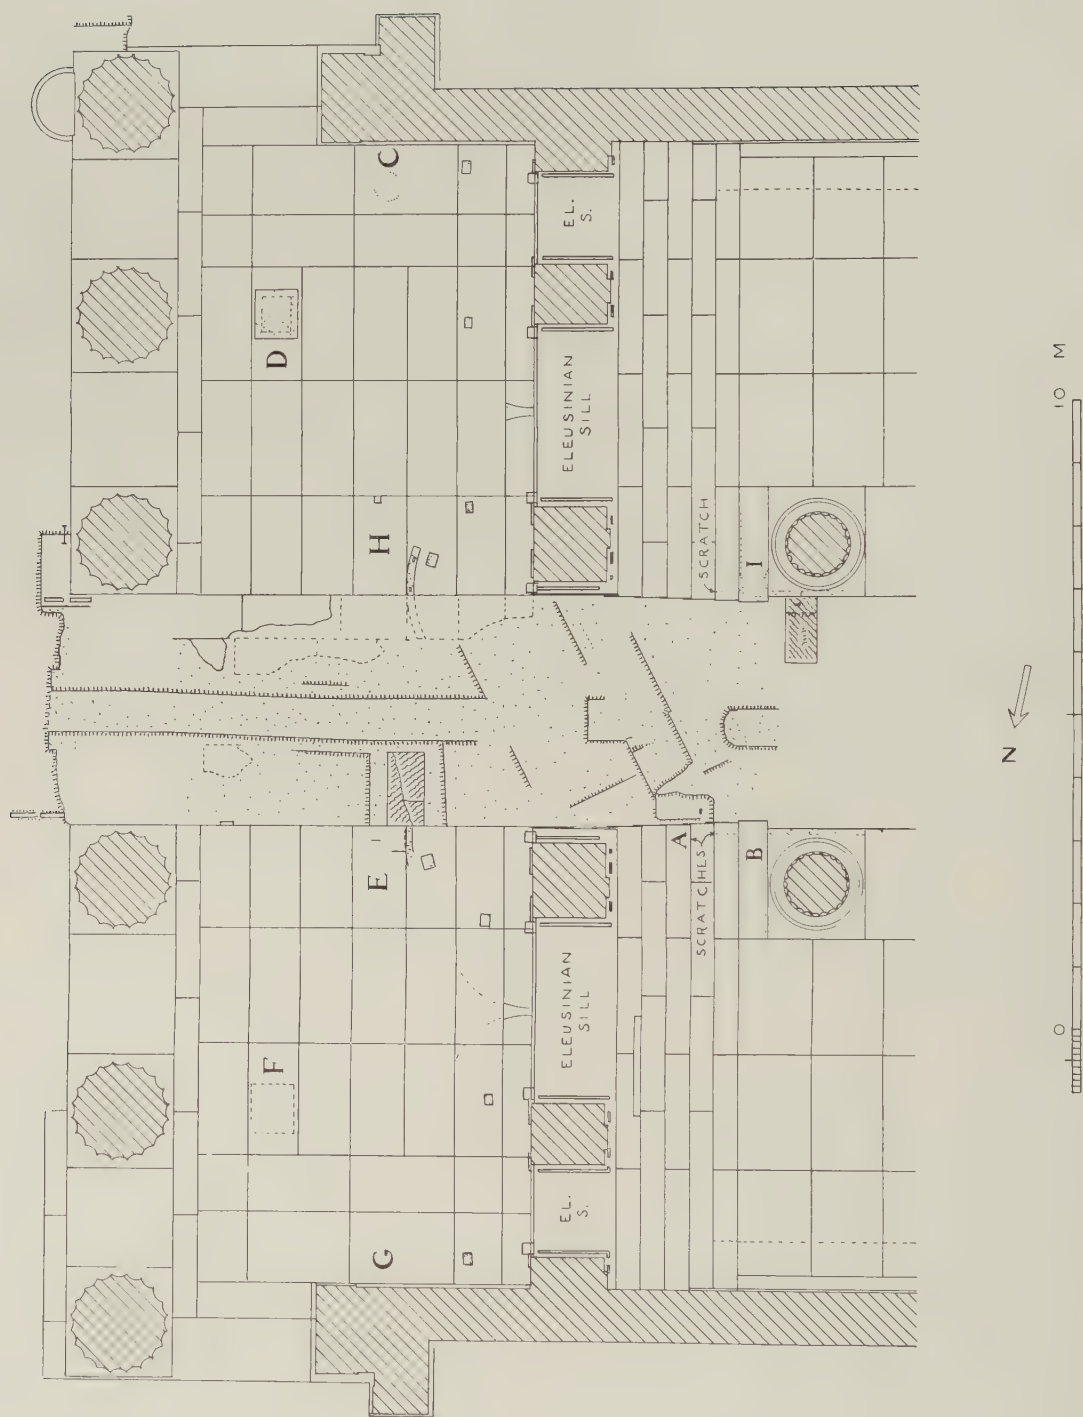 C
EL.
S.
D
ELEUSINIAN
SILL
H
SCRATCH
I
10 M
N
A
SCRATCHES
B
E
ELEUSINIAN
SILL
F
0
EL.
S.
G